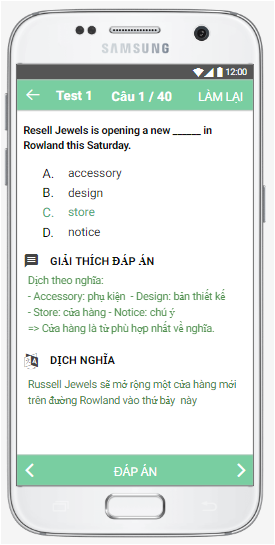 SAMSUNG
12:00
Test 1 Câu 1 / 40 LÀM LẠI
Resell Jewels is opening a new ______ in
Rowland this Saturday.
A. accessory
B. design
C. store
D. notice
GIẢI THÍCH ĐÁP ÁN
Dịch theo nghĩa:
- Accessory: phụ kiện - Design: bản thiết kế
- Store: cửa hàng - Notice: chú ý
=> Cửa hàng là từ phù hợp nhất về nghĩa.
DỊCH NGHĨA
Russell Jewels sẽ mở rộng một cửa hàng mới
trên đường Rowland vào thứ bảy này
ĐÁP ÁN